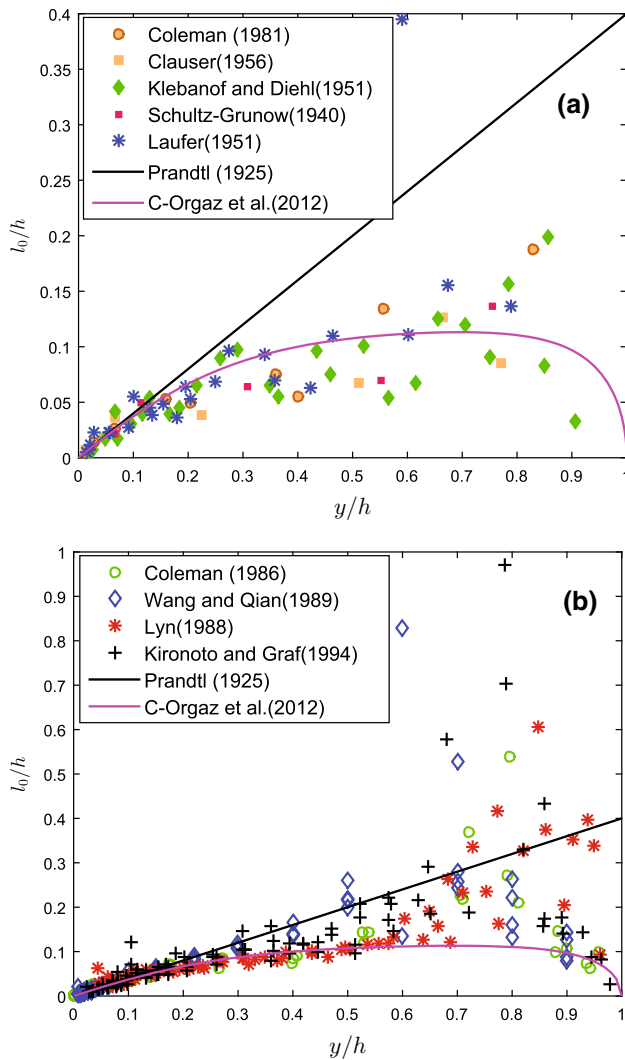 0.4
Coleman (1981)
Clauser(1956)
Klebanof and Diehl(1951)
Schultz-Grunow(1940)
Laufer(1951)
Prandtl (1925)
C-Orgaz et al.(2012)
(a)
0.35
0.3
0.25
0.2
0.15
0.1
0.05
0
l0/h
0 0.1 0.2 0.3 0.4 0.5 0.6 0.7 0.8 0.9 1
y/h
1
Coleman (1986)
Wang and Qian(1989)
Lyn(1988)
Kironoto and Graf(1994)
Prandtl (1925)
C-Orgaz et al.(2012)
(b)
0.9
0.8
0.7
0.6
0.5
0.4
0.3
0.2
0.1
0
l0/h
0 0.1 0.2 0.3 0.4 0.5 0.6 0.7 0.8 0.9 1
y/h